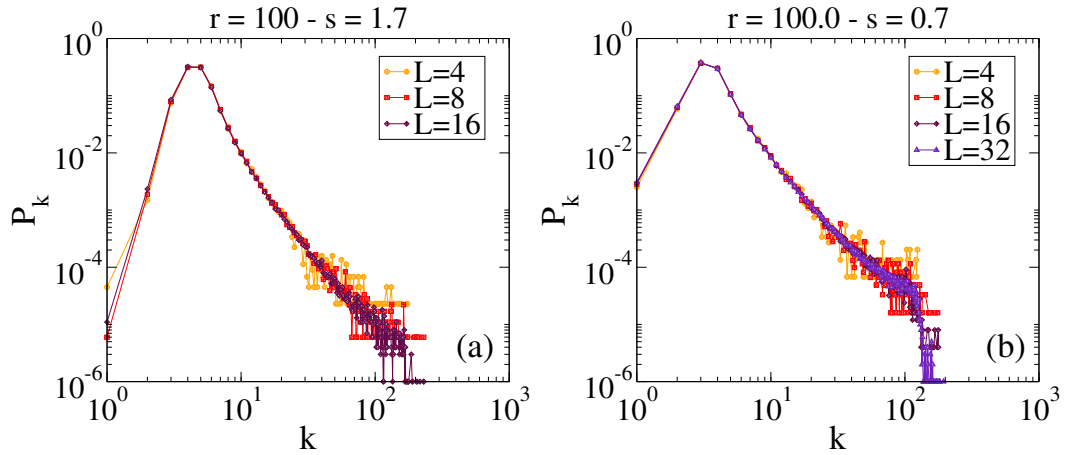 r = 100 - s = 1.7
10^0
10^-2
10^-4
10^-6
P_k
L=4
L=8
L=16
(a)
10^0
10^1
10^2
10^3
k
r = 100.0 - s = 0.7
10^0
10^-2
10^-4
10^-6
P_k
L=4
L=8
L=16
L=32
(b)
10^0
10^1
10^2
10^3
k